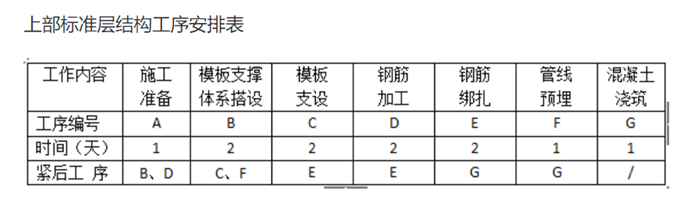 上部标准层结构工序安排表
工作内容 施工准备 模板支撑体系搭设 模板支设 钢筋加工 钢筋绑扎 管线预埋 混凝土浇筑
工序编号 A B C D E F G
时间（天） 1 2 2 2 2 1 1
紧后工 序 B、D C、F E E G G /